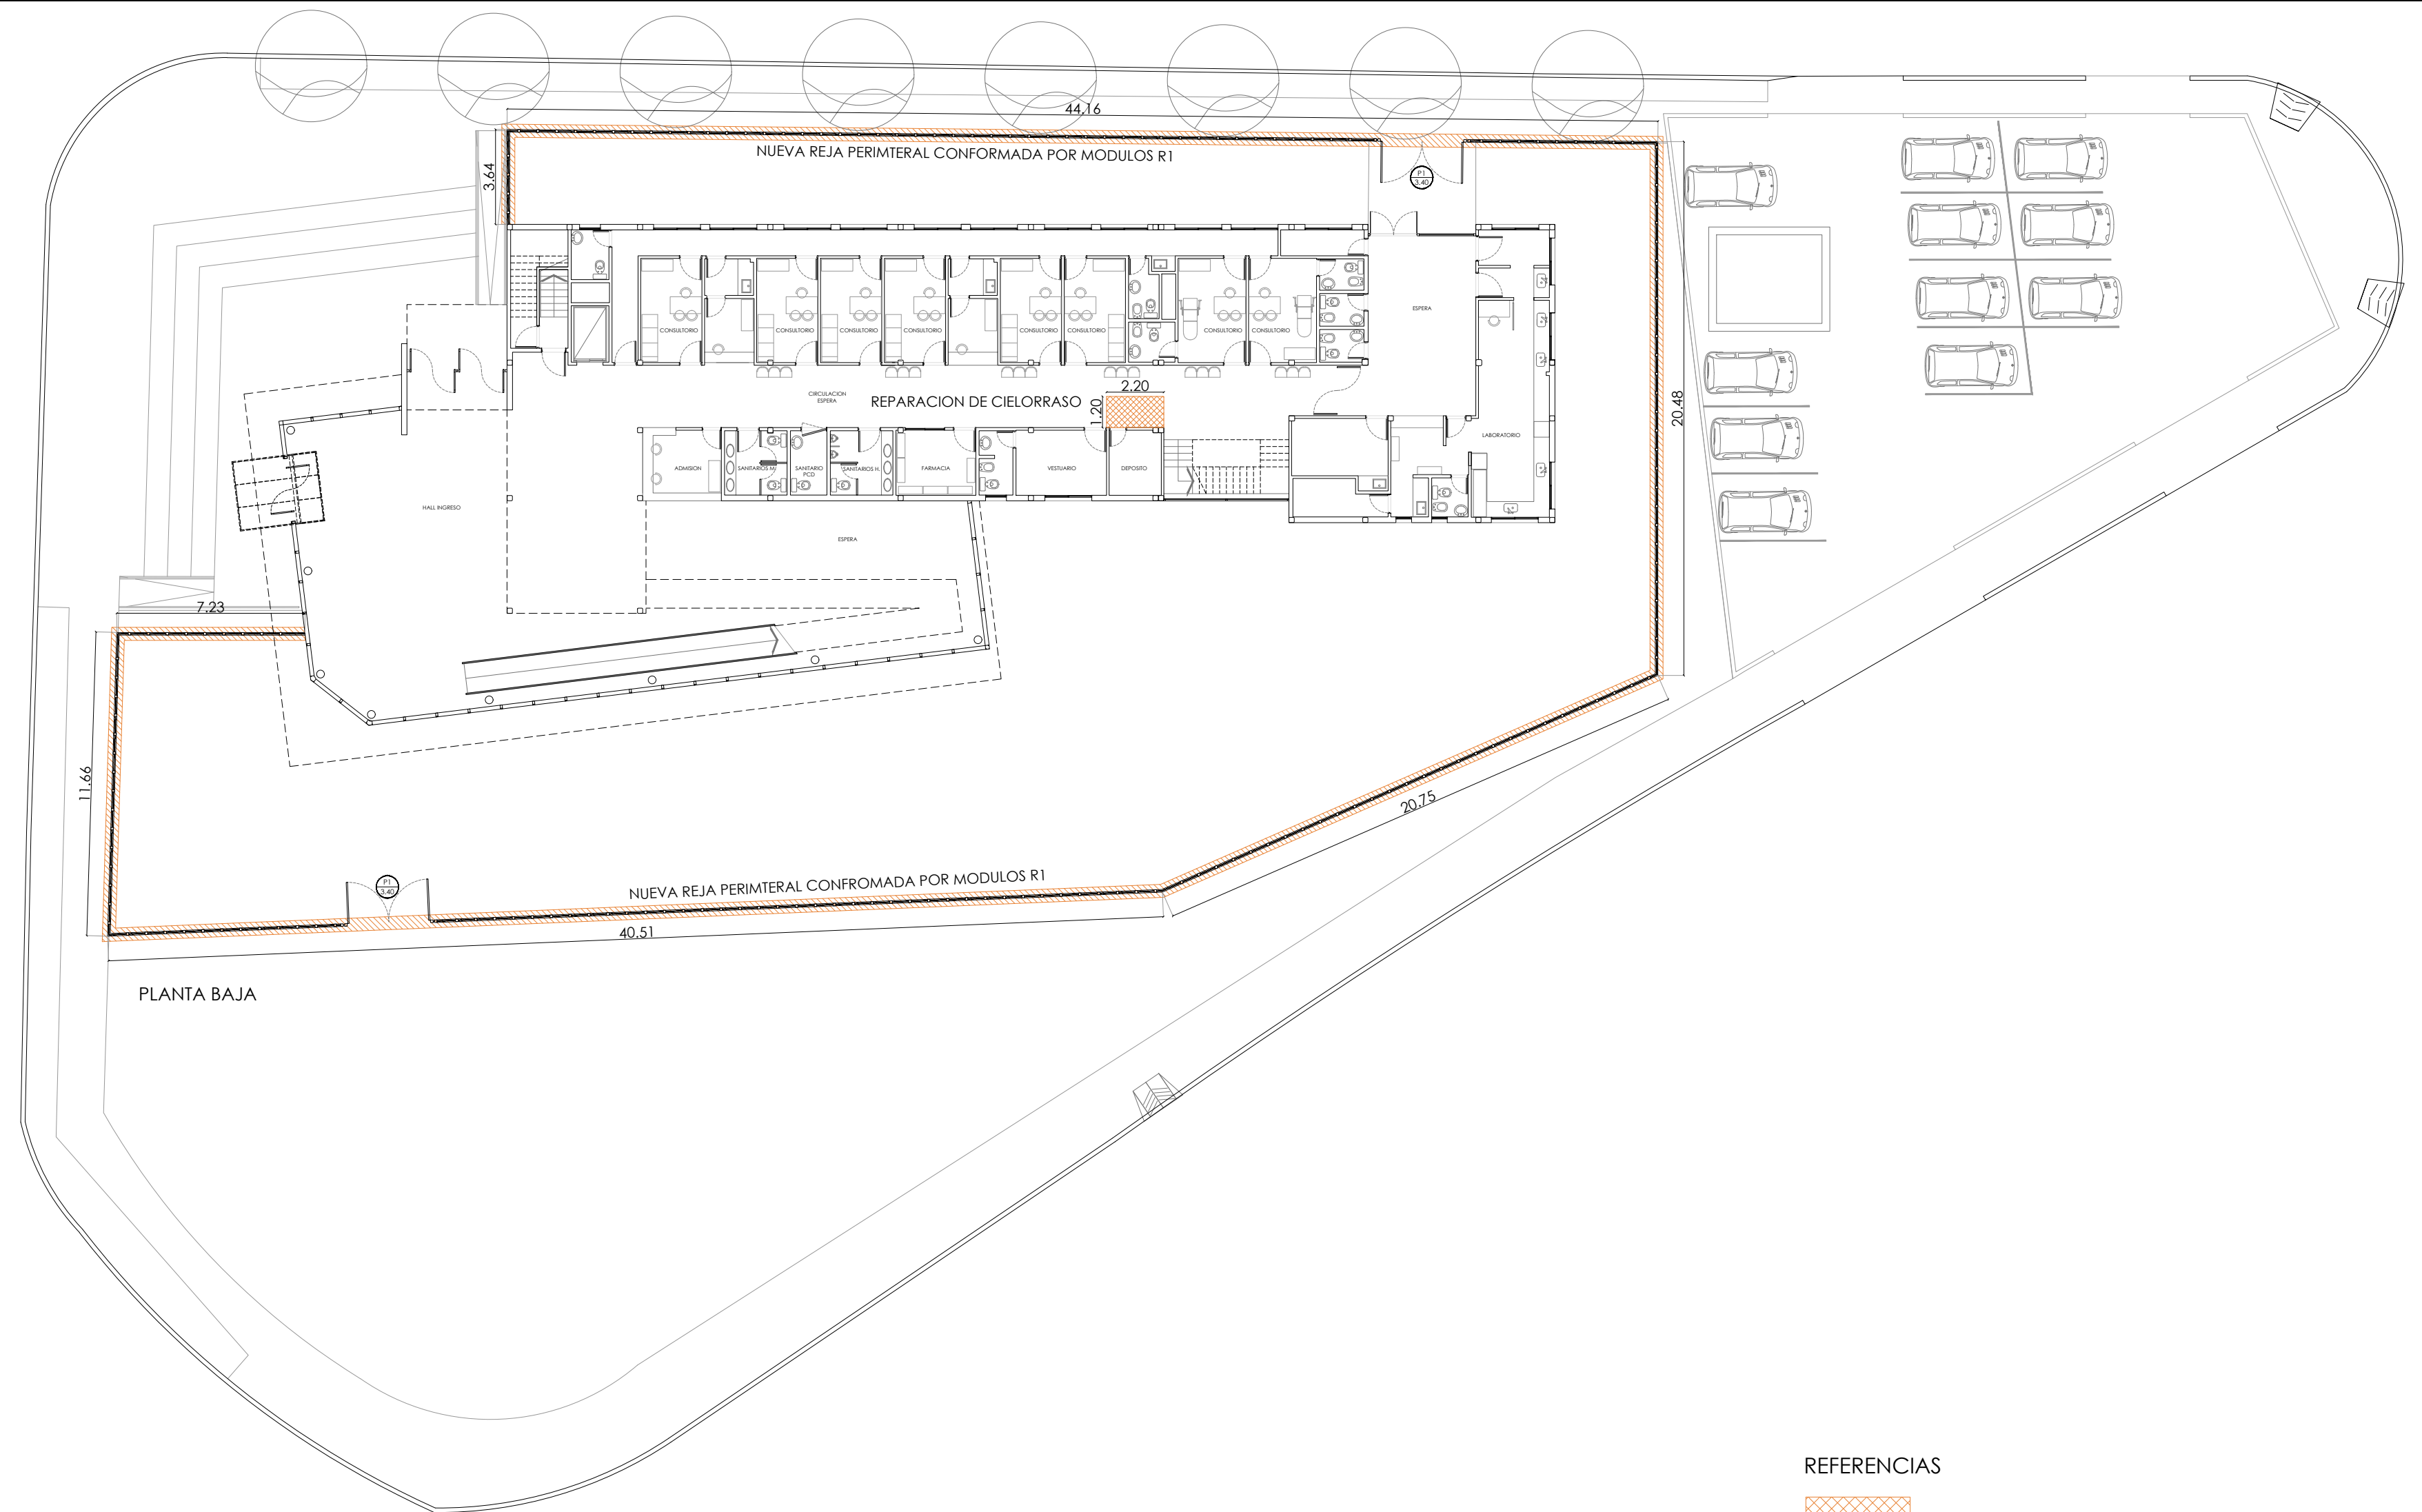 44.16
NUEVA REJA PERIMTERAL CONFORMADA POR MODULOS R1
3.64
P1
3.40
CONSULTORIO
CONSULTORIO
CONSULTORIO
CONSULTORIO
CONSULTORIO
CONSULTORIO
CONSULTORIO
CONSULTORIO
ESPERA
2.20
CIRCULACION
ESPERA
REPARACION DE CIELORRASO
1.20
20.48
LABORATORIO
ADMISION
SANITARIOS M.
SANITARIO
PCD
SANITARIOS H.
FARMACIA
VESTUARIO
DEPOSITO
HALL INGRESO
ESPERA
7.23
11.66
20.75
P1
3.40
NUEVA REJA PERIMTERAL CONFROMADA POR MODULOS R1
40.51
PLANTA BAJA
REFERENCIAS